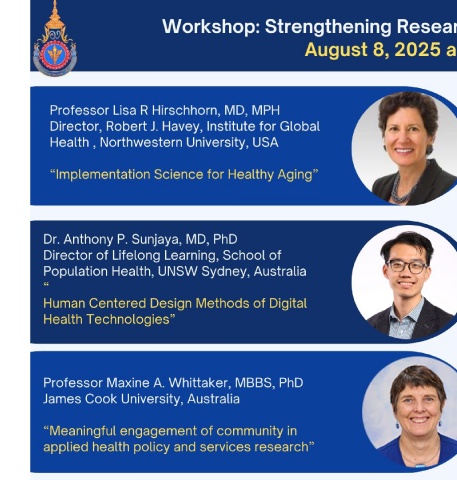 Workshop: Strengthening Resear
August 8, 2025 a
Professor Lisa R Hirschhorn, MD, MPH
Director, Robert J. Havey, Institute for Global
Health , Northwestern University, USA
“Implementation Science for Healthy Aging”
Dr. Anthony P. Sunjaya, MD, PhD
Director of Lifelong Learning, School of
Population Health, UNSW Sydney, Australia
“
Human Centered Design Methods of Digital
Health Technologies”
Professor Maxine A. Whittaker, MBBS, PhD
James Cook University, Australia
“Meaningful engagement of community in
applied health policy and services research”